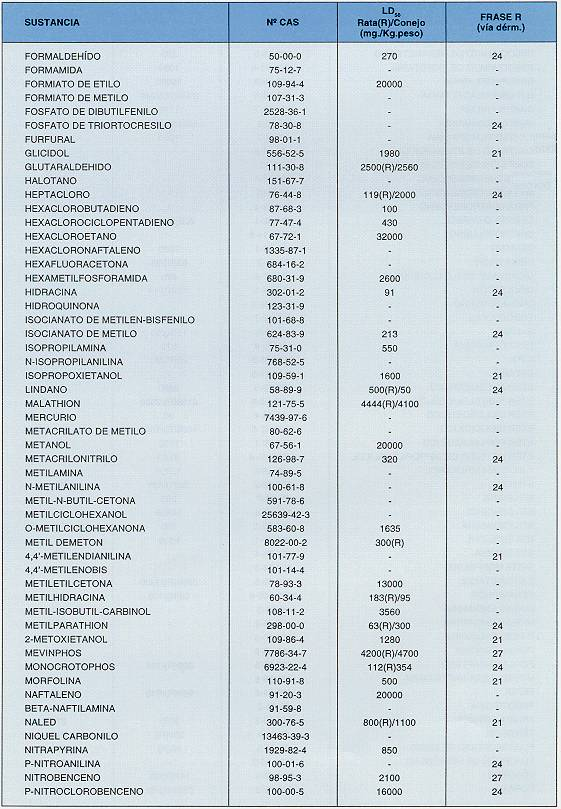 SUSTANCIA Nº CAS LD50 Rata(R)/Conejo (mg./Kg.peso) FRASE R (vía dérm.)
FORMALDEHÍDO 50-00-0 270 24
FORMAMIDA 75-12-7 - -
FORMIATO DE ETILO 109-94-4 20000 -
FORMIATO DE METILO 107-31-3 - -
FOSFATO DE DIBUTILFENILO 2528-36-1 - -
FOSFATO DE TRIORTOCRESILO 78-30-8 - 24
FURFURAL 98-01-1 - -
GLICIDOL 556-52-5 1980 21
GLUTARALDEHIDO 111-30-8 2500(R)/2560 -
HALOTANO 151-67-7 - -
HEPTACLORO 76-44-8 119(R)/2000 24
HEXACLOROBUTADIENO 87-68-3 100 -
HEXACLOROCICLOPENTADIENO 77-47-4 430 -
HEXACLOROETANO 67-72-1 32000 -
HEXACLORONAFTALENO 1335-87-1 - -
HEXAFLUORACETONA 684-16-2 - -
HEXAMETILFOSFORAMIDA 680-31-9 2600 -
HIDRACINA 302-01-2 91 24
HIDROQUINONA 123-31-9 - -
ISOCIANATO DE METILEN-BISFENILO 101-68-8 - -
ISOCIANATO DE METILO 624-83-9 213 24
ISOPROPILAMINA 75-31-0 550 -
N-ISOPROPILANILINA 768-52-5 - -
ISOPROPOXIETANOL 109-59-1 1600 21
LINDANO 58-89-9 500(R)/50 24
MALATHION 121-75-5 4444(R)/4100 -
MERCURIO 7439-97-6 - -
METACRILATO DE METILO 80-62-6 - -
METANOL 67-56-1 20000 -
METACRILONITRILO 126-98-7 320 24
METILAMINA 74-89-5 - -
N-METILANILINA 100-61-8 - 24
METIL-N-BUTIL-CETONA 591-78-6 - -
METILCICLOHEXANOL 25639-42-3 - -
O-METILCICLOHEXANONA 583-60-8 1635 -
METIL DEMETON 8022-00-2 300(R) -
4,4'-METILENDIANILINA 101-77-9 - 21
4,4'-METILENOBIS 101-14-4 - -
METILETILCETONA 78-93-3 13000 -
METILHIDRACINA 60-34-4 183(R)/95 -
METIL-ISOBUTIL-CARBINOL 108-11-2 3560 -
METILPARATHION 298-00-0 63(R)/300 24
2-METOXIETANOL 109-86-4 1280 21
MEVINPHOS 7786-34-7 4200(R)/4700 27
MONOCROTOPHOS 6923-22-4 112(R)354 24
MORFOLINA 110-91-8 500 21
NAFTALENO 91-20-3 20000 -
BETA-NAFTILAMINA 91-59-8 - -
NALED 300-76-5 800(R)/1100 21
NIQUEL CARBONILO 13463-39-3 - -
NITRAPYRINA 1929-82-4 850 -
P-NITROANILINA 100-01-6 - 24
NITROBENCENO 98-95-3 2100 27
P-NITROCLOROBENCENO 100-00-5 16000 24